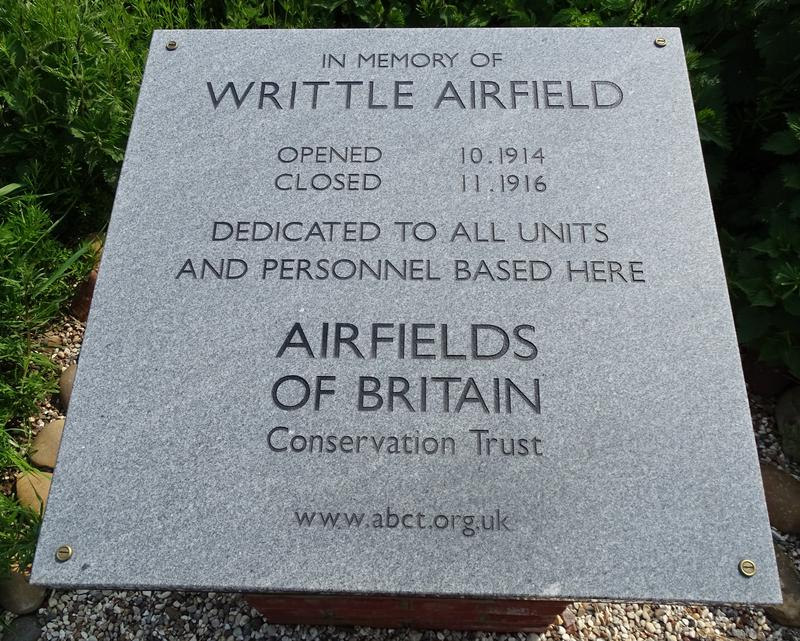 IN MEMORY OF
WRITTLE AIRFIELD
OPENED 10.1914
CLOSED 11.1916
DEDICATED TO ALL UNITS
AND PERSONNEL BASED HERE
AIRFIELDS
OF BRITAIN
Conservation Trust
www.abct.org.uk